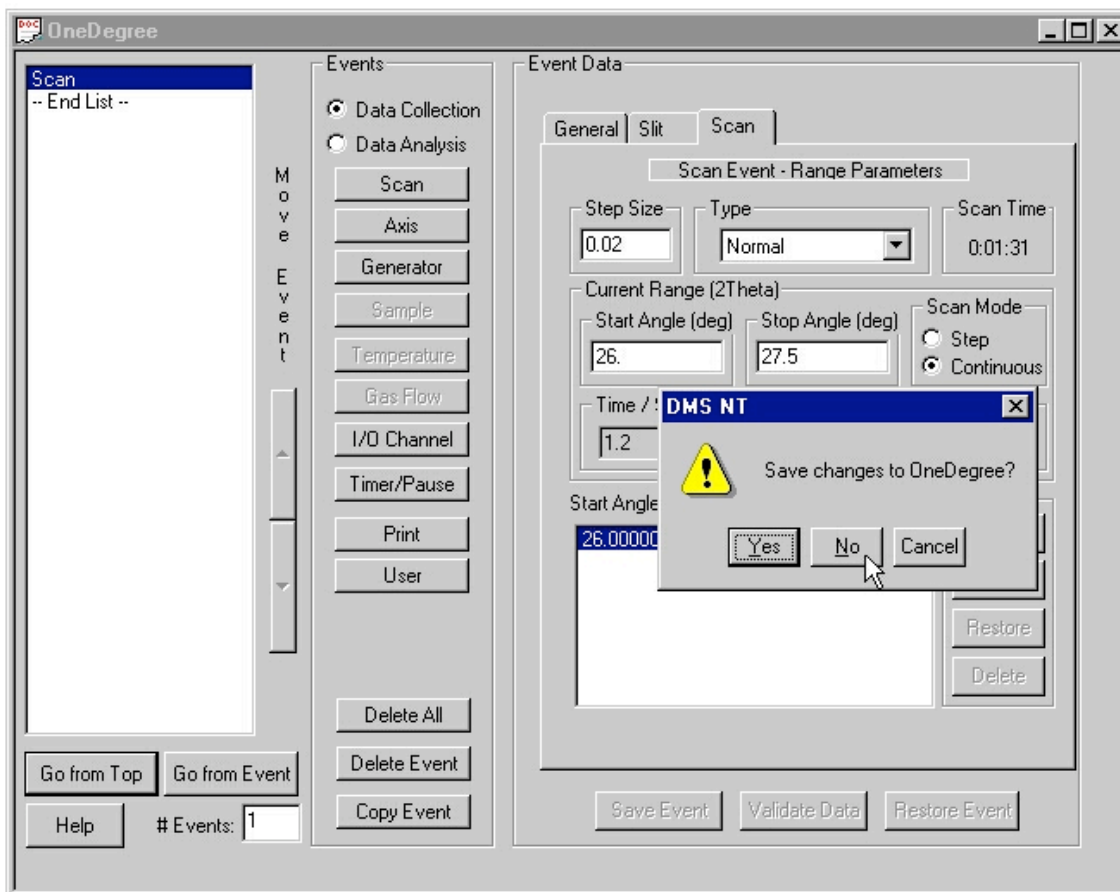 DOC
OneDegree
Scan
-- End List --
Move Event
Go from Top
Go from Event
Help
# Events: 1
Events
Data Collection
Data Analysis
Scan
Axis
Generator
Sample
Temperature
Gas Flow
I/O Channel
Timer/Pause
Print
User
Delete All
Delete Event
Copy Event
Event Data
General Slit Scan
Scan Event - Range Parameters
Step Size Type Scan Time
0.02 Normal 0:01:31
Current Range (2Theta)
Start Angle (deg) Stop Angle (deg) Scan Mode
26. 27.5 Step
Continuous
Time /
1.2
Start Angle
26.00000
DMS NT
Save changes to OneDegree?
Yes No Cancel
Restore
Delete
Save Event Validate Data Restore Event